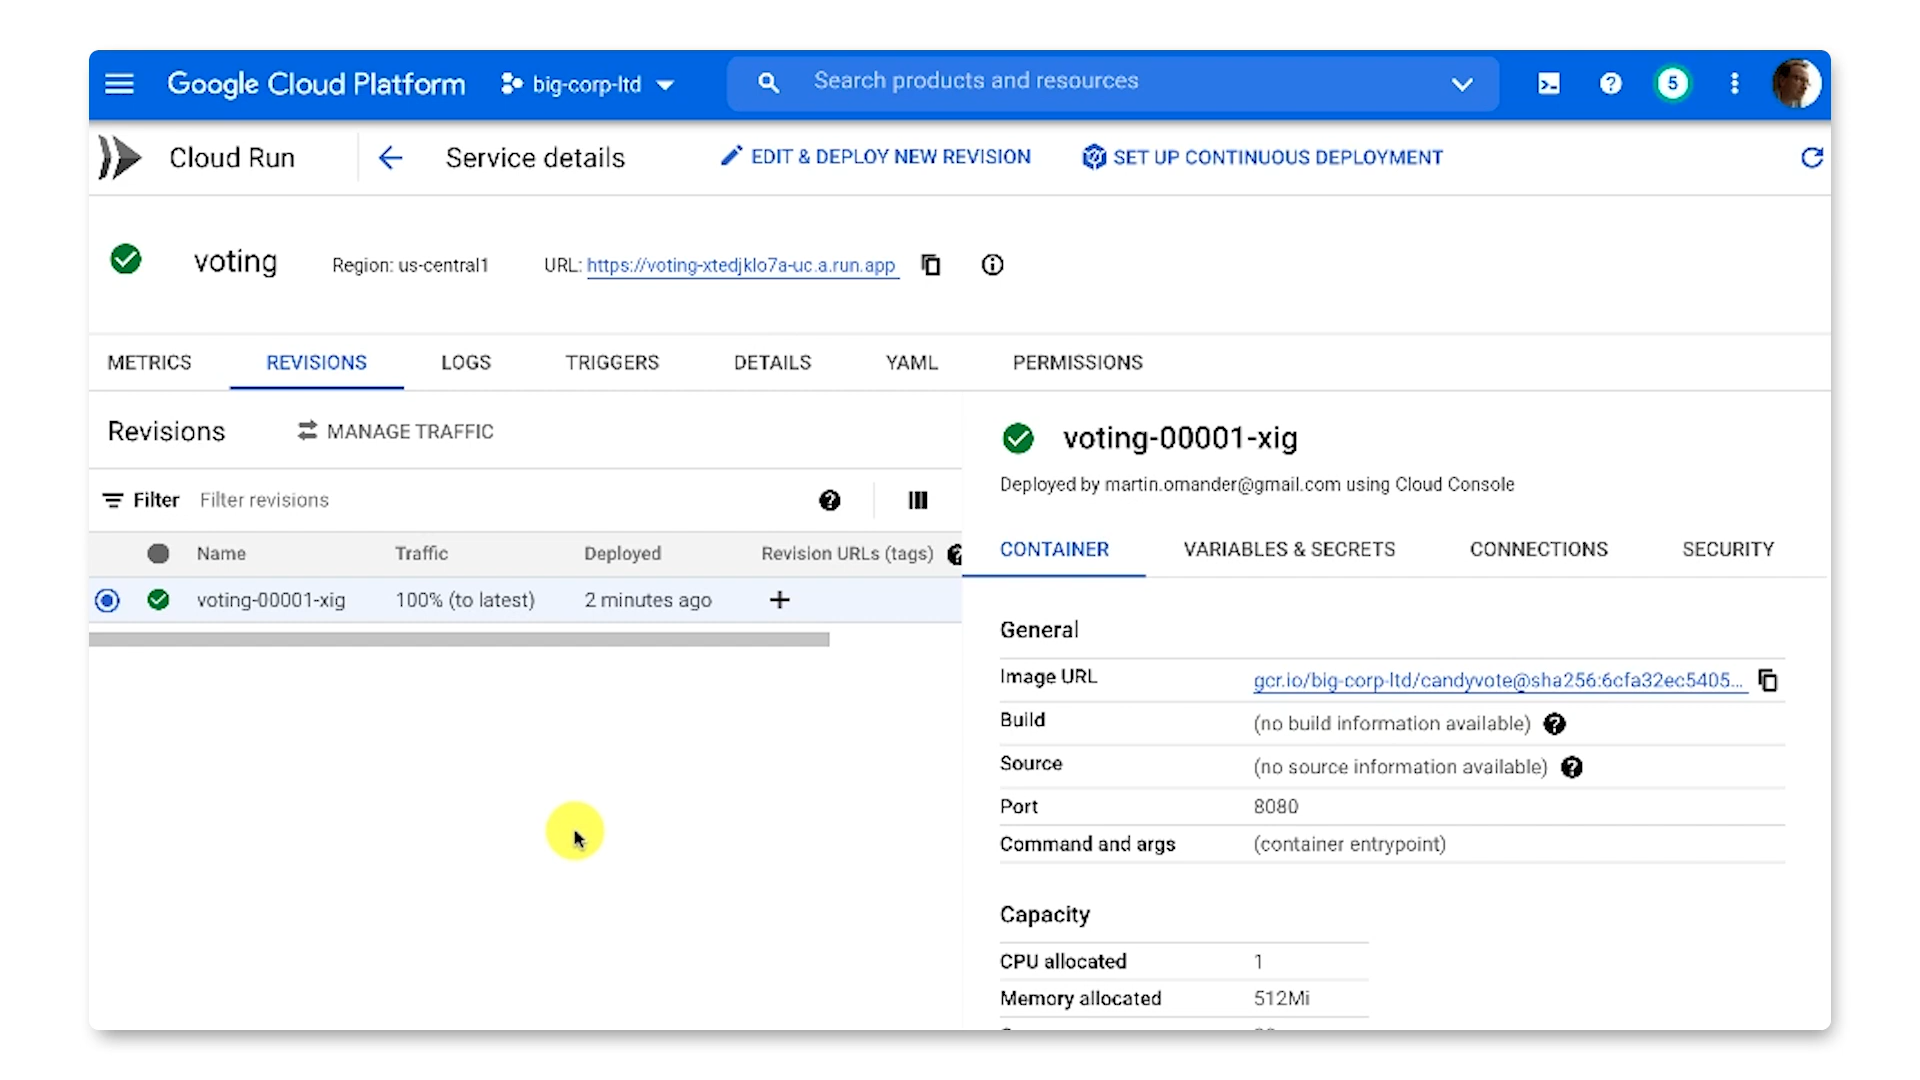 Google Cloud Platform
big-corp-ltd
Search products and resources
5
Cloud Run
Service details
EDIT & DEPLOY NEW REVISION
SET UP CONTINUOUS DEPLOYMENT
voting
Region: us-central1
URL: https://voting-xtedjklo7a-uc.a.run.app
METRICS
REVISIONS
LOGS
TRIGGERS
DETAILS
YAML
PERMISSIONS
Revisions
MANAGE TRAFFIC
Filter
Filter revisions
Name
Traffic
Deployed
Revision URLs (tags)
voting-00001-xig
100% (to latest)
2 minutes ago
voting-00001-xig
Deployed by martin.omander@gmail.com using Cloud Console
CONTAINER
VARIABLES & SECRETS
CONNECTIONS
SECURITY
General
Image URL
gcr.io/big-corp-ltd/candyvote@sha256:6cfa32ec5405...
Build
(no build information available)
Source
(no source information available)
Port
8080
Command and args
(container entrypoint)
Capacity
CPU allocated
1
Memory allocated
512Mi